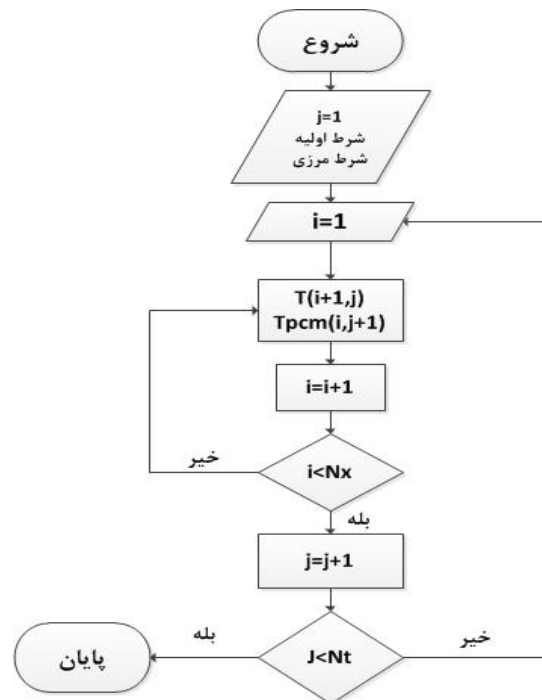 شروع
j=1
شرط اولیه
شرط مرزی
i=1
T(i+1,j)
Tpcm(i,j+1)
i=i+1
i<Nx
خیر
بله
j=j+1
J<Nt
بله
خیر
پایان